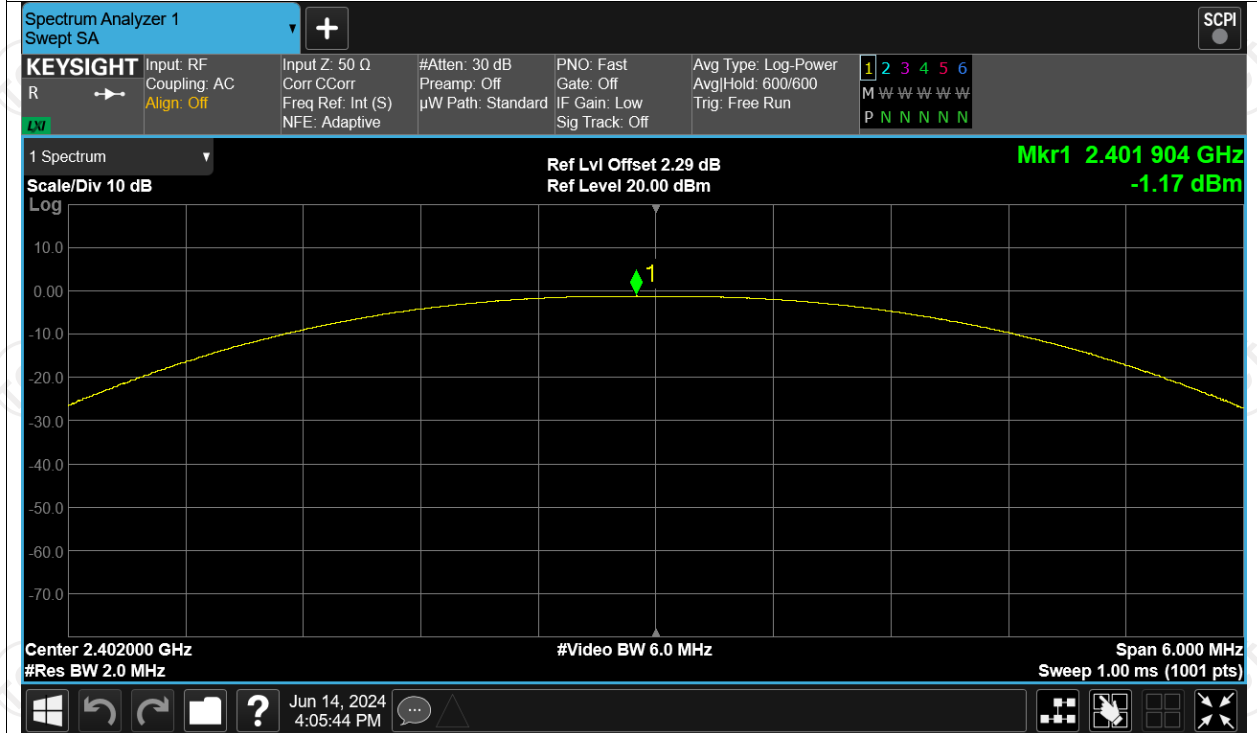 Spectrum Analyzer 1
Swept SA
+
SCPI
KEYSIGHT
R
LXI
Input: RF
Coupling: AC
Align: Off
Input Z: 50 Ω
Corr CCorr
Freq Ref: Int (S)
NFE: Adaptive
#Atten: 30 dB
Preamp: Off
µW Path: Standard
PNO: Fast
Gate: Off
IF Gain: Low
Sig Track: Off
Avg Type: Log-Power
Avg|Hold: 600/600
Trig: Free Run
1 2 3 4 5 6
M W W W W W
P N N N N N
1 Spectrum
Scale/Div 10 dB
Log
Ref Lvl Offset 2.29 dB
Ref Level 20.00 dBm
Mkr1 2.401 904 GHz
-1.17 dBm
1
10.0
0.00
-10.0
-20.0
-30.0
-40.0
-50.0
-60.0
-70.0
Center 2.402000 GHz
#Res BW 2.0 MHz
#Video BW 6.0 MHz
Span 6.000 MHz
Sweep 1.00 ms (1001 pts)
?
Jun 14, 2024
4:05:44 PM